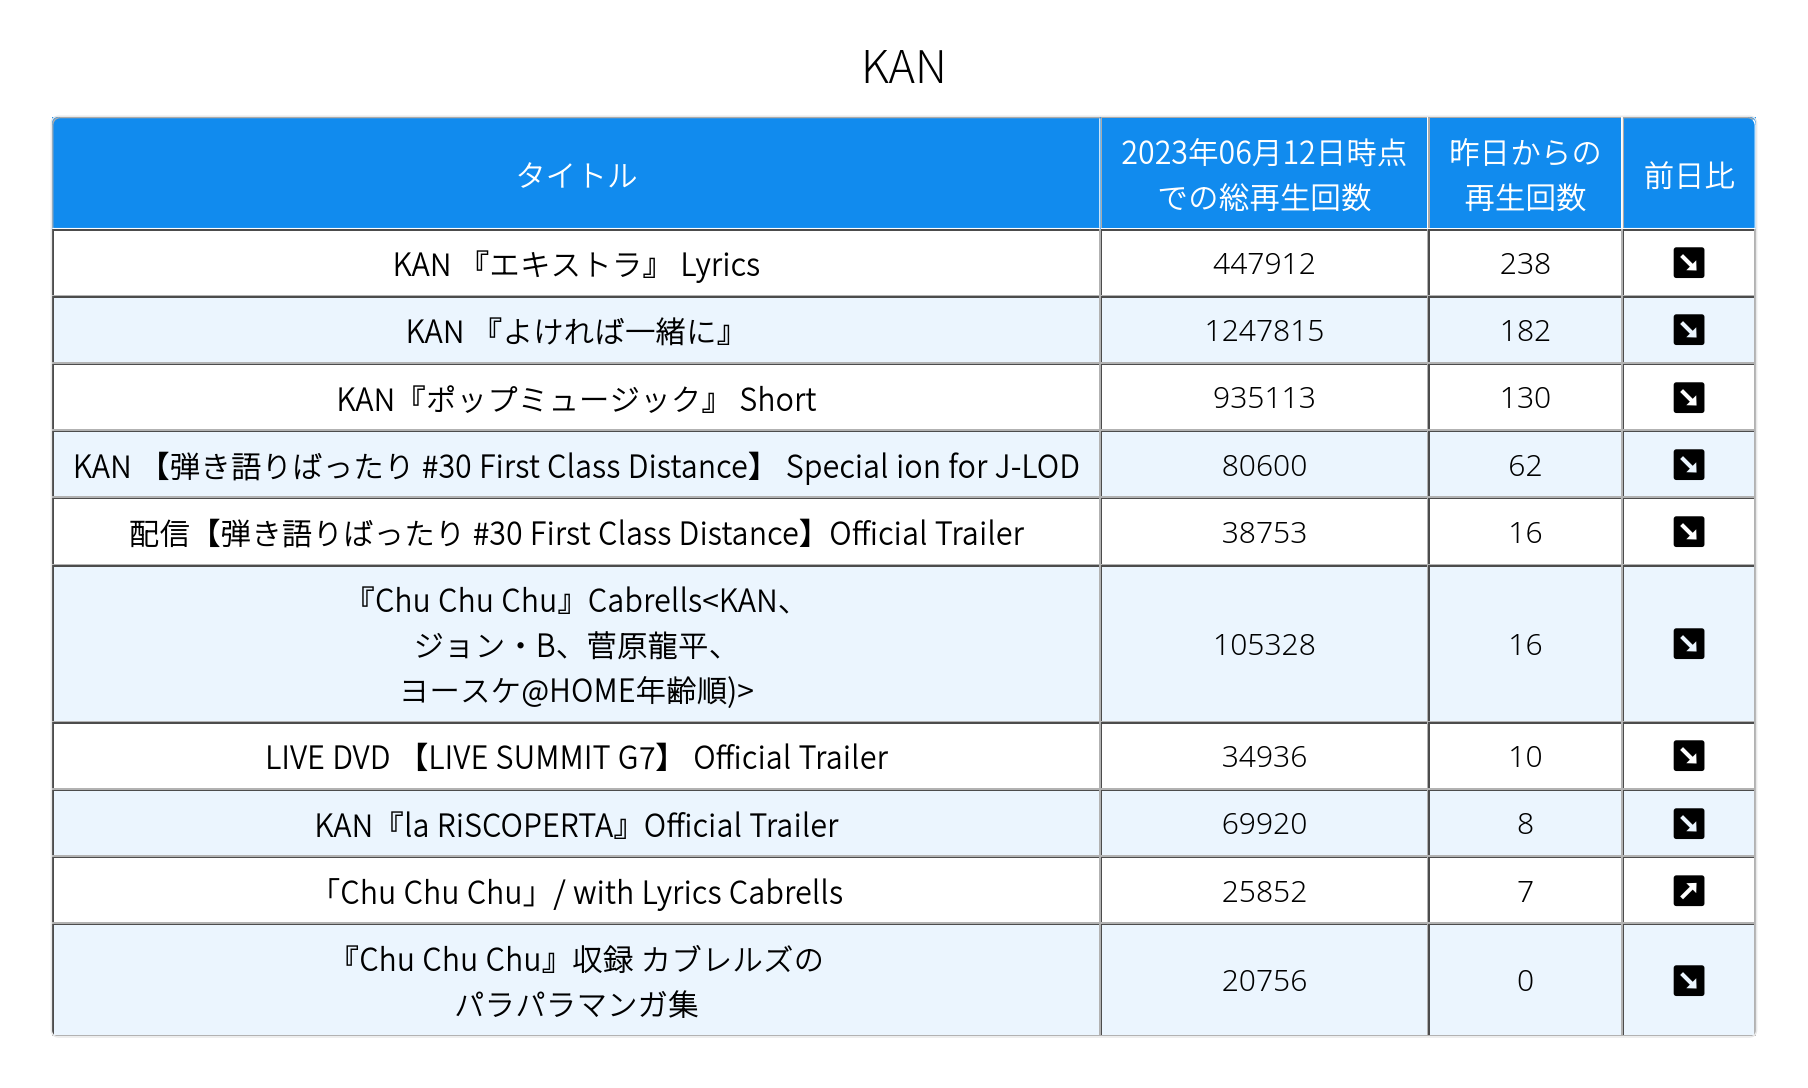 KAN
タイトル
2023年06月12日時点
での総再生回数
昨日からの
再生回数
前日比
KAN 『エキストラ』 Lyrics
447912
238
KAN 『よければ一緒に』
1247815
182
KAN『ポップミュージック』 Short
935113
130
KAN 【弾き語りばったり #30 First Class Distance】 Special ion for J-LOD
80600
62
配信【弾き語りばったり #30 First Class Distance】Official Trailer
38753
16
『Chu Chu Chu』Cabrells<KAN、
ジョン・B、菅原龍平、
ヨースケ@HOME年齢順)>
105328
16
LIVE DVD 【LIVE SUMMIT G7】 Official Trailer
34936
10
KAN『la RiSCOPERTA』Official Trailer
69920
8
「Chu Chu Chu」/ with Lyrics Cabrells
25852
7
『Chu Chu Chu』収録 カブレルズの
パラパラマンガ集
20756
0